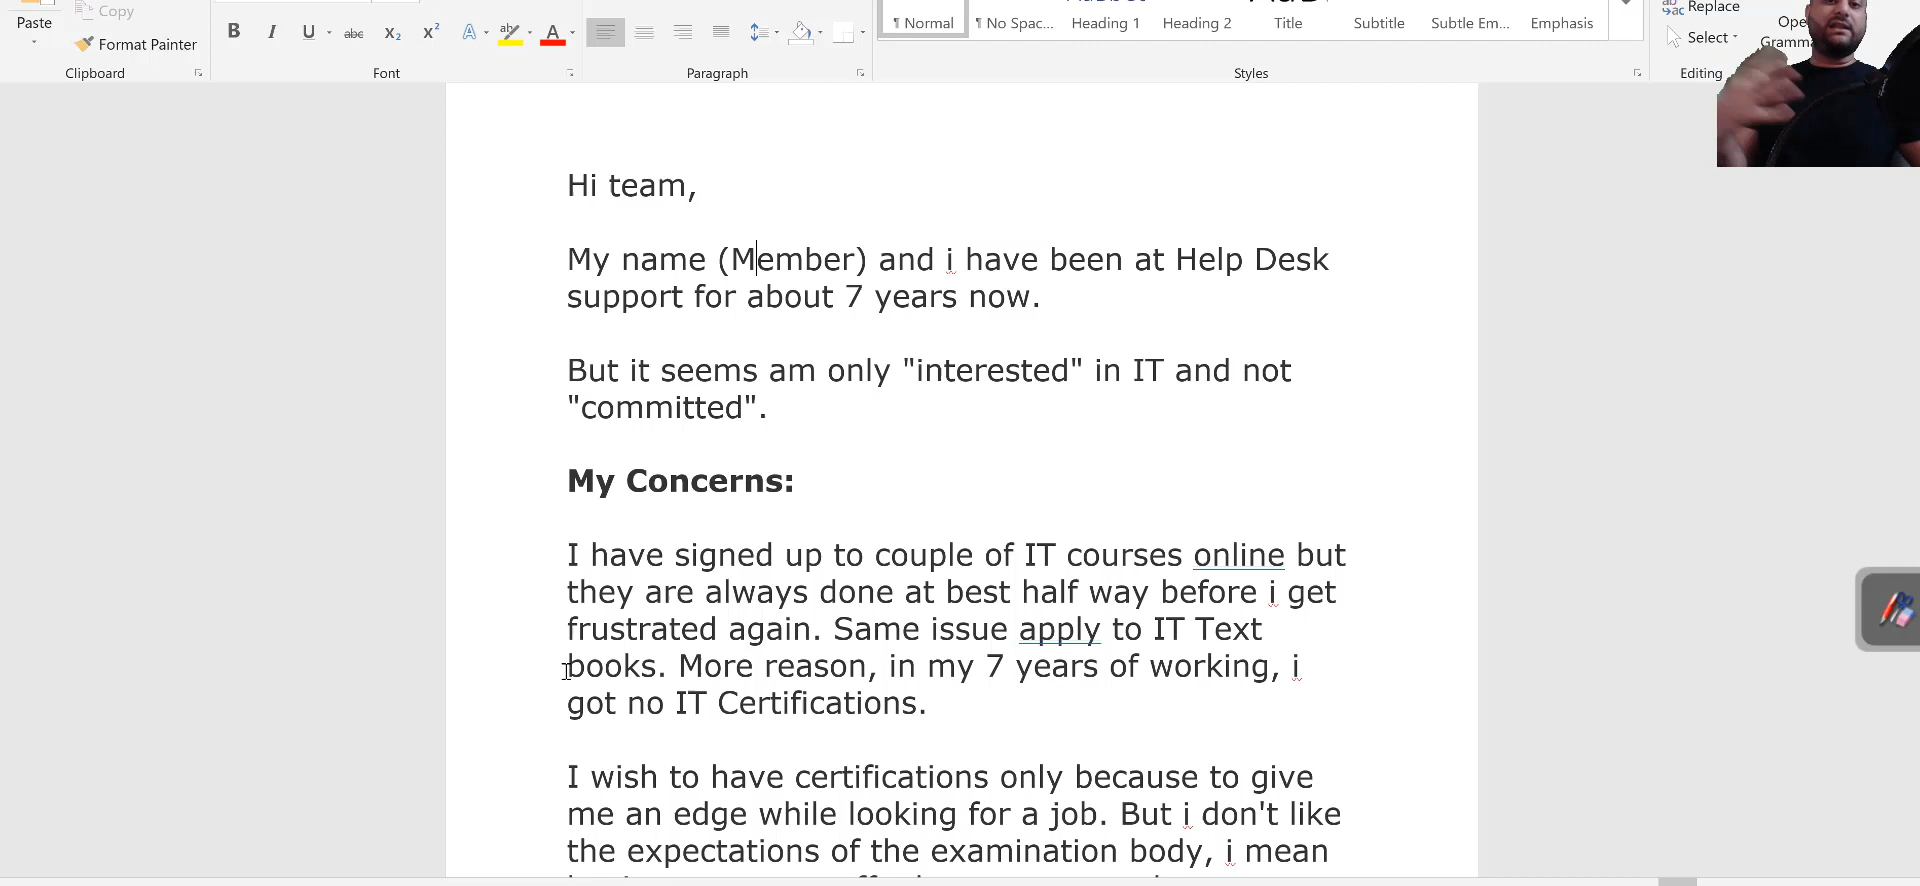 Copy
Paste
Format Painter
Clipboard
B I U abc X₂ X² A ab A
Font
Paragraph
¶ Normal
¶ No Spac...
Heading 1
Heading 2
Title
Subtitle
Subtle Em...
Emphasis
Styles
Replace
Select
Editing
Hi team,
My name (Member) and i have been at Help Desk
support for about 7 years now.
But it seems am only "interested" in IT and not
"committed".
My Concerns:
I have signed up to couple of IT courses online but
they are always done at best half way before i get
frustrated again. Same issue apply to IT Text
books. More reason, in my 7 years of working, i
got no IT Certifications.
I wish to have certifications only because to give
me an edge while looking for a job. But i don't like
the expectations of the examination body, i mean